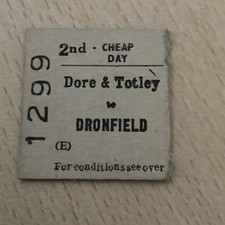 2nd - CHEAP
DAY
Dore & Totley
to
DRONFIELD
(E)
For conditions see over
1299